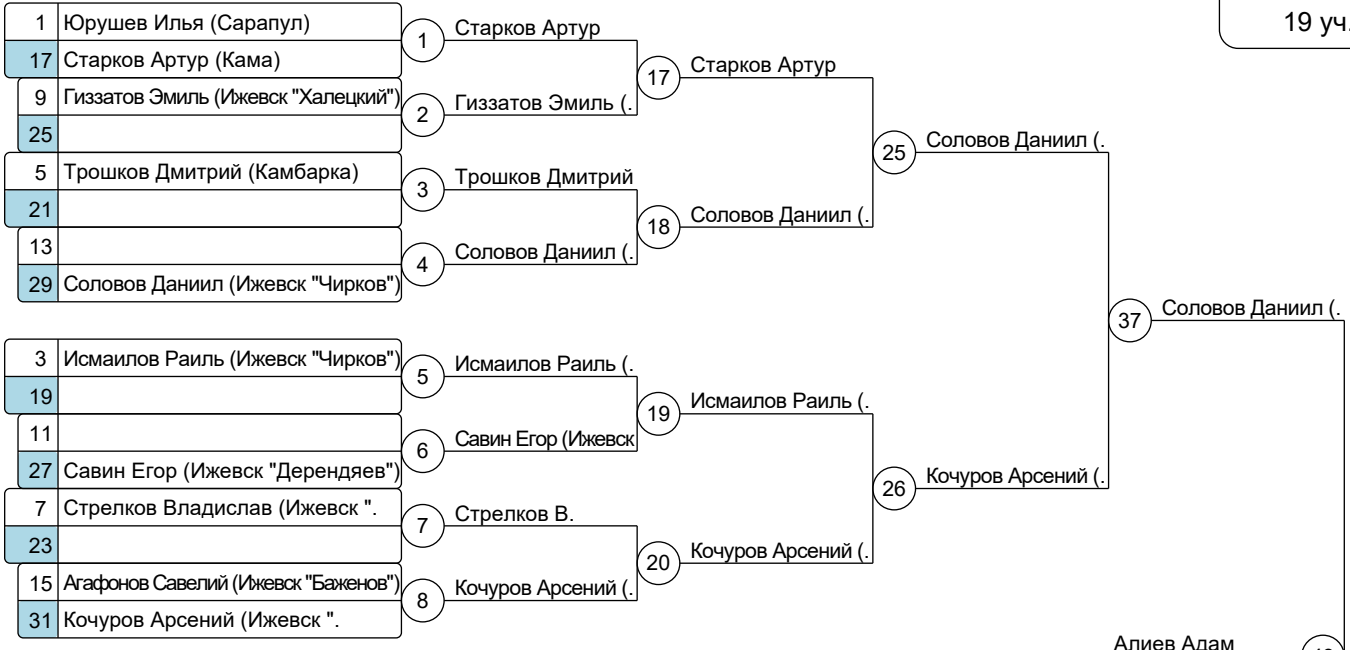 19 уч.
1 Юрушев Илья (Сарапул)
17 Старков Артур (Кама)
1 Старков Артур
9 Гиззатов Эмиль (Ижевск "Халецкий")
25
2 Гиззатов Эмиль (.
17 Старков Артур
5 Трошков Дмитрий (Камбарка)
21
3 Трошков Дмитрий
13
29 Соловов Даниил (Ижевск "Чирков")
4 Соловов Даниил (.
18 Соловов Даниил (.
25 Соловов Даниил (.
3 Исмаилов Раиль (Ижевск "Чирков")
19
5 Исмаилов Раиль (.
11
27 Савин Егор (Ижевск "Дерендяев")
6 Савин Егор (Ижевск
19 Исмаилов Раиль (.
7 Стрелков Владислав (Ижевск ".
23
7 Стрелков В.
15 Агафонов Савелий (Ижевск "Баженов")
31 Кочуров Арсений (Ижевск ".
8 Кочуров Арсений (.
20 Кочуров Арсений (.
26 Кочуров Арсений (.
37 Соловов Даниил (.
Алиев Адам